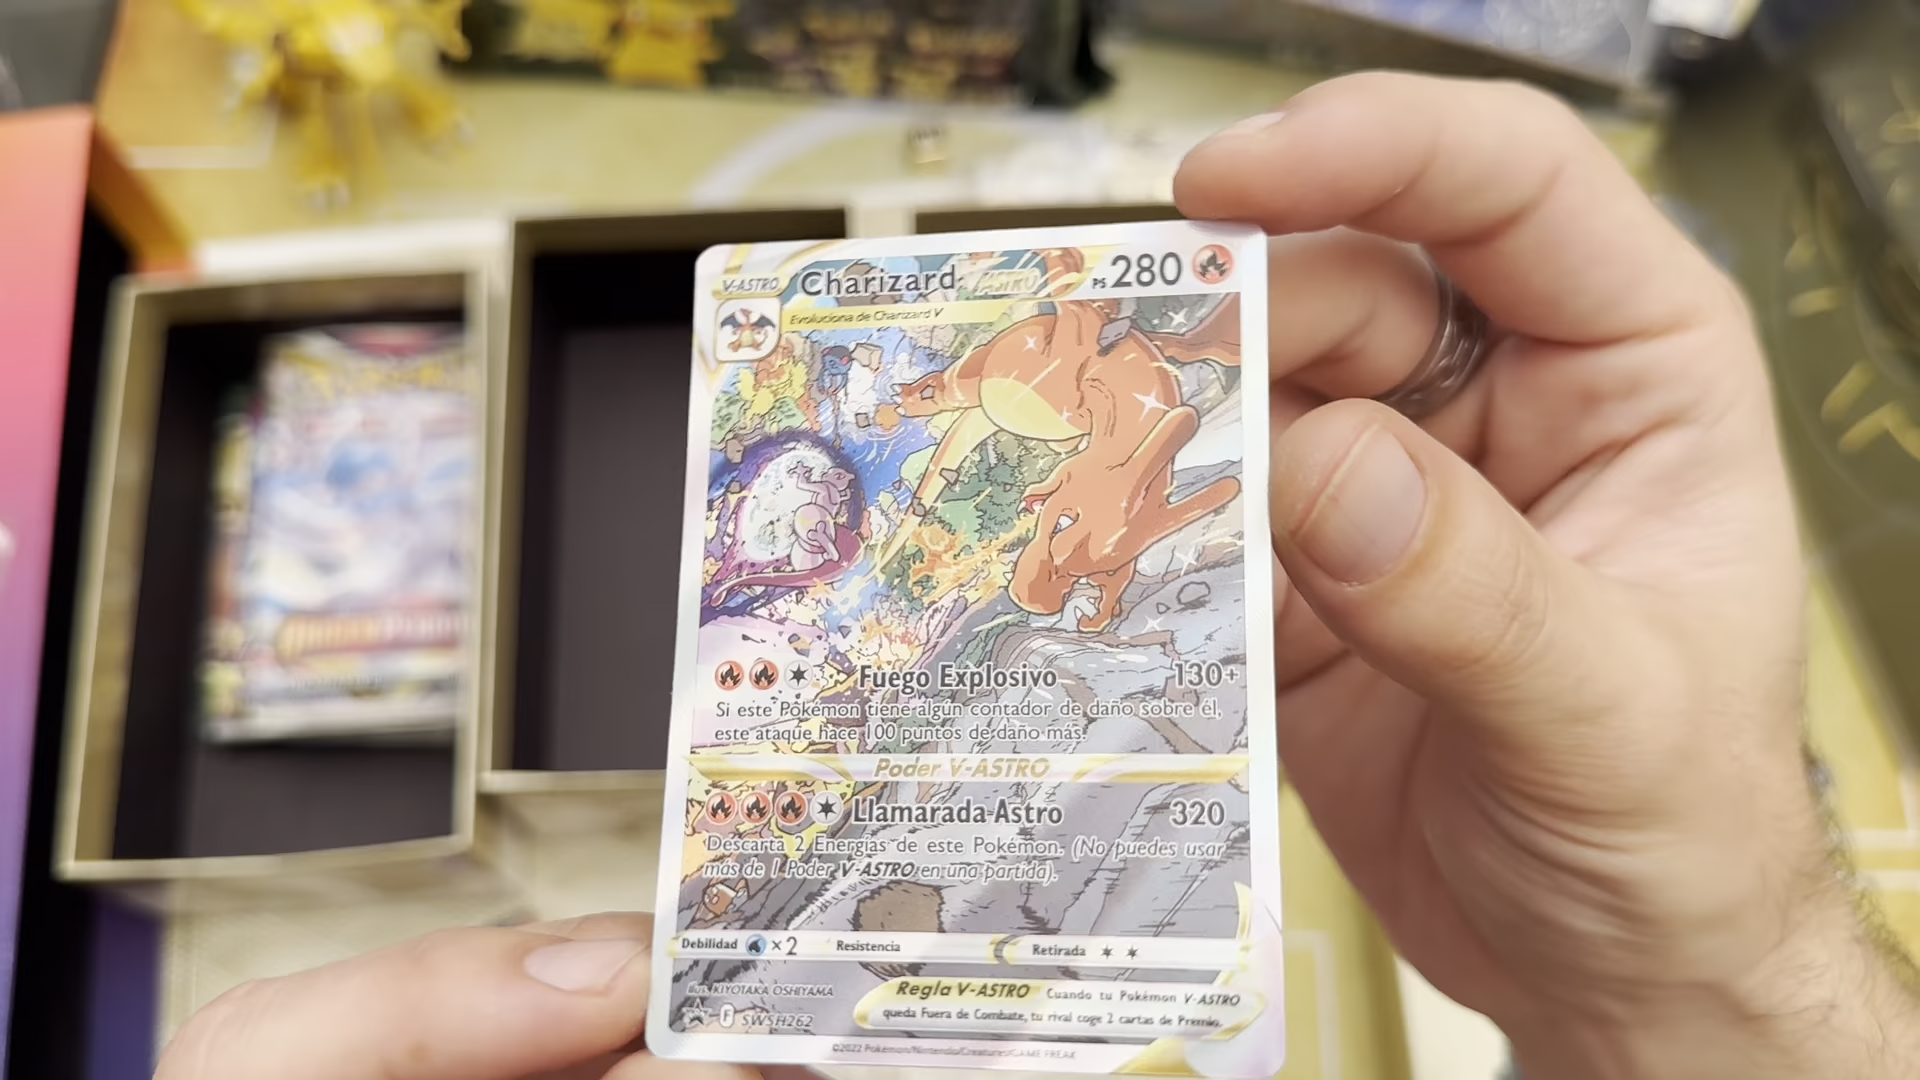 V-ASTRO Charizard ASTRO PS 280
Evoluciona de Charizard V
Fuego Explosivo 130+
Si este Pokémon tiene algún contador de daño sobre él,
este ataque hace 100 puntos de daño más.
Poder V-ASTRO
Llamarada Astro 320
Descarta 2 Energías de este Pokémon. (No puedes usar
más de 1 Poder V-ASTRO en una partida).
Debilidad ×2 Resistencia Retirada
Illus. KIYOTAKA OSHIYAMA
F SWSH262
Regla V-ASTRO Cuando tu Pokémon V-ASTRO
queda Fuera de Combate, tu rival coge 2 cartas de Premio.
©2022 Pokémon/Nintendo/Creatures/GAME FREAK